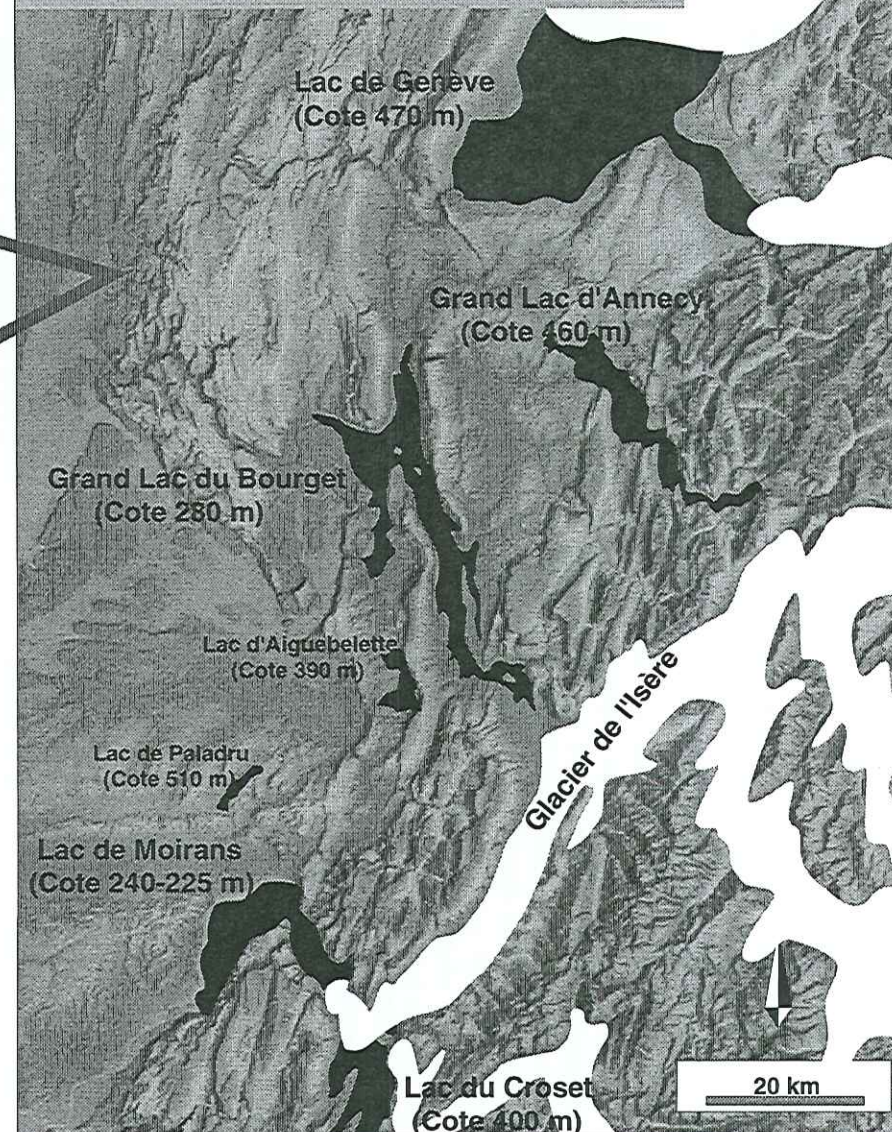 Lac de Genève
(Cote 470 m)
Grand Lac d'Annecy
(Cote 460 m)
Grand Lac du Bourget
(Cote 280 m)
Lac d'Aiguebelette
(Cote 390 m)
Glacier de l'Isère
Lac de Paladru
(Cote 510 m)
Lac de Moirans
(Cote 240-225 m)
Lac du Croset
(Cote 400 m)
20 km